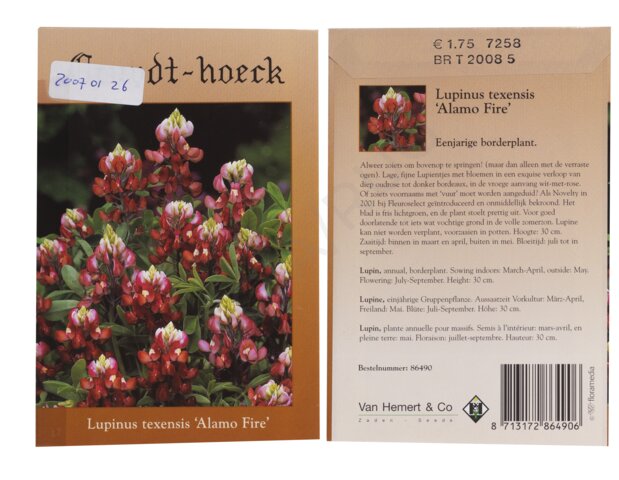 -hoeck
2007 01 26
Lupinus texensis 'Alamo Fire'
€ 1.75 7258
BR T 2008 5
Lupinus texensis
'Alamo Fire'
Eenjarige borderplant.
Alweer zoiets om bovenop te springen! (maar dan alleen met de verraste
ogen). Lage, fijne Lupientjes met bloemen in een exquise verloop van
diep oudrose tot donker bordeaux, in de vroege aanvang wit-met-rose.
Of zoiets voornaams met 'vuur' moet worden aangeduid? Als Novelty in
2001 bij Fleuroselect geïntroduceerd en onmiddellijk bekroond. Het
blad is fris lichtgroen, en de plant stoelt prettig uit. Voor goed
doorlatende tot iets wat vochtige grond in de volle zomerzon. Lupine
kan niet worden verplant, voorzaaien in potten. Hoogte: 30 cm.
Zaaitijd: binnen in maart en april, buiten in mei. Bloeitijd: juli tot in
september.
Lupin, annual, borderplant. Sowing indoors: March-April, outside: May.
Flowering: July-September. Height: 30 cm.
Lupine, einjährige Gruppenpflanze. Aussaatzeit Vorkultur: März-April,
Freiland: Mai. Blüte: Juli-September. Höhe: 30 cm.
Lupin, plante annuelle pour massifs. Semis à l'intérieur: mars-avril, en
pleine terre: mai. Floraison: juillet-septembre. Hauteur: 30 cm.
Bestelnummer: 86490
Van Hemert & Co
Zaden - Seeds
8 713172 864906
floramedia